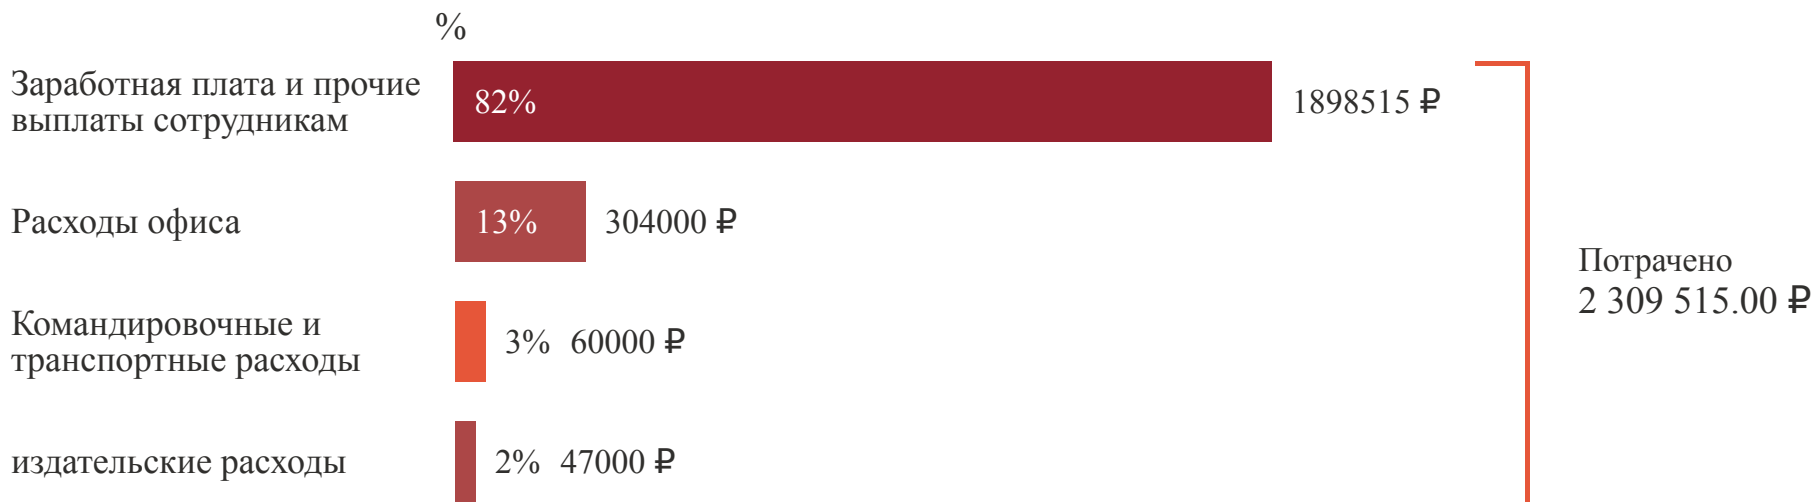 %
Заработная плата и прочие
выплаты сотрудникам
82%
1898515 ₽
Расходы офиса
13%
304000 ₽
Командировочные и
транспортные расходы
3%
60000 ₽
издательские расходы
2%
47000 ₽
Потрачено
2 309 515.00 ₽